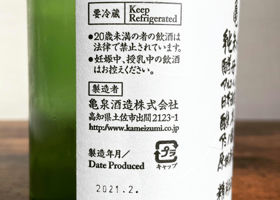 要冷蔵
Keep
Refrigerated
●20歳未満の者の飲酒は
法律で禁止されています。
●妊娠中、授乳中の飲酒
はお控えください。
製造者
亀泉酒造株式会社
高知県土佐市出間2123-1
http://www.kameizumi.co.jp
製造年月/
Date Produced
プラ
キャップ
2021.2.